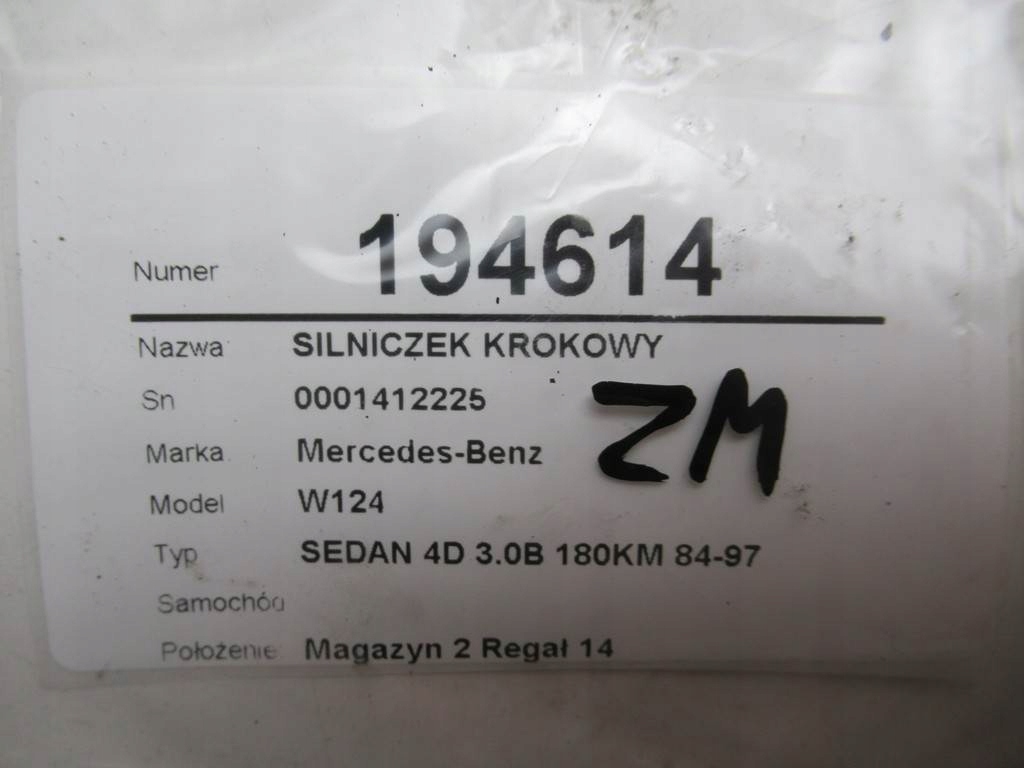 Numer 194614
Nazwa SILNICZEK KROKOWY
Sn 0001412225
ZM
Marka Mercedes-Benz
Model W124
Typ SEDAN 4D 3.0B 180KM 84-97
Samochód
Położenie Magazyn 2 Regał 14